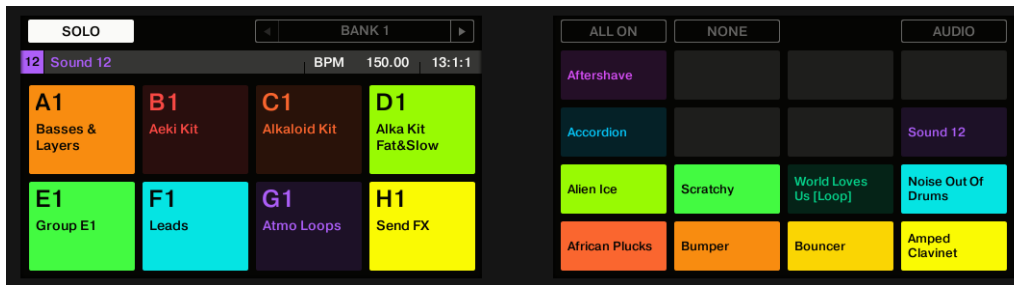 SOLO
BANK 1
12 Sound 12 BPM 150.00 13:1:1
A1
Basses &
Layers
B1
Aeki Kit
C1
Alkaloid Kit
D1
Alka Kit
Fat&Slow
E1
Group E1
F1
Leads
G1
Atmo Loops
H1
Send FX
ALL ON
NONE
AUDIO
Aftershave
Accordion
Sound 12
Alien Ice
Scratchy
World Loves
Us [Loop]
Noise Out Of
Drums
African Plucks
Bumper
Bouncer
Amped
Clavinet